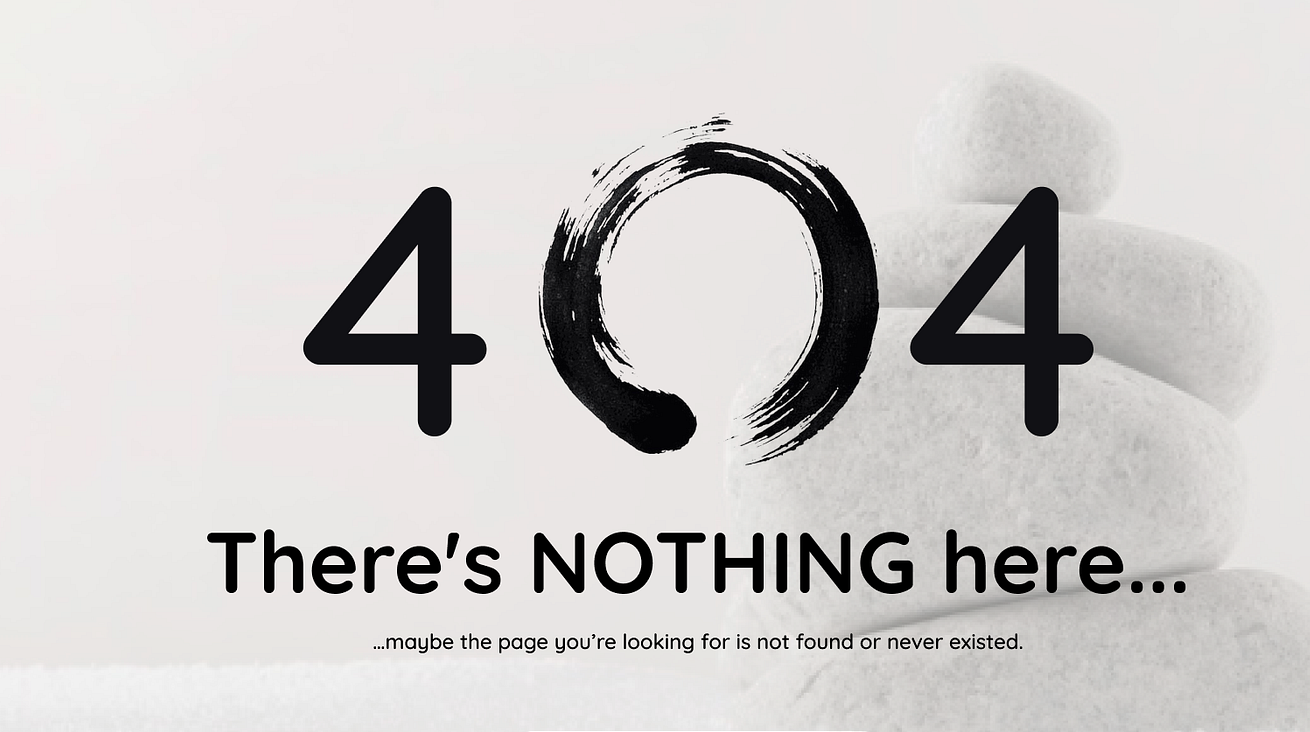 404
There's NOTHING here...
...maybe the page you’re looking for is not found or never existed.